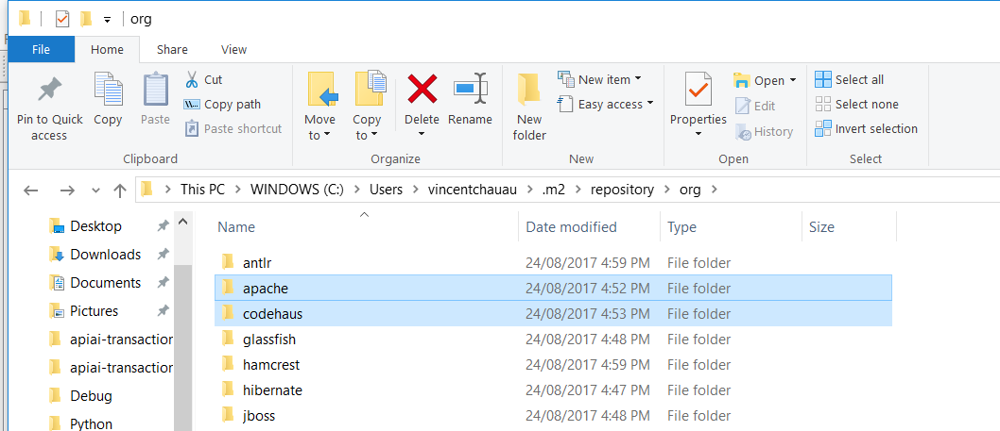 org
File Home Share View
Pin to Quick access
Copy
Paste
Cut
Copy path
Paste shortcut
Clipboard
Move to
Copy to
Delete
Rename
Organize
New folder
New item
Easy access
New
Properties
Open
Edit
History
Open
Select all
Select none
Invert selection
Select
This PC > WINDOWS (C:) > Users > vincentchauau > .m2 > repository > org >
Desktop
Downloads
Documents
Pictures
apiai-transaction
apiai-transaction
Debug
Python
Name Date modified Type Size
antlr 24/08/2017 4:59 PM File folder
apache 24/08/2017 4:52 PM File folder
codehaus 24/08/2017 4:53 PM File folder
glassfish 24/08/2017 4:48 PM File folder
hamcrest 24/08/2017 4:59 PM File folder
hibernate 24/08/2017 4:47 PM File folder
jboss 24/08/2017 4:48 PM File folder